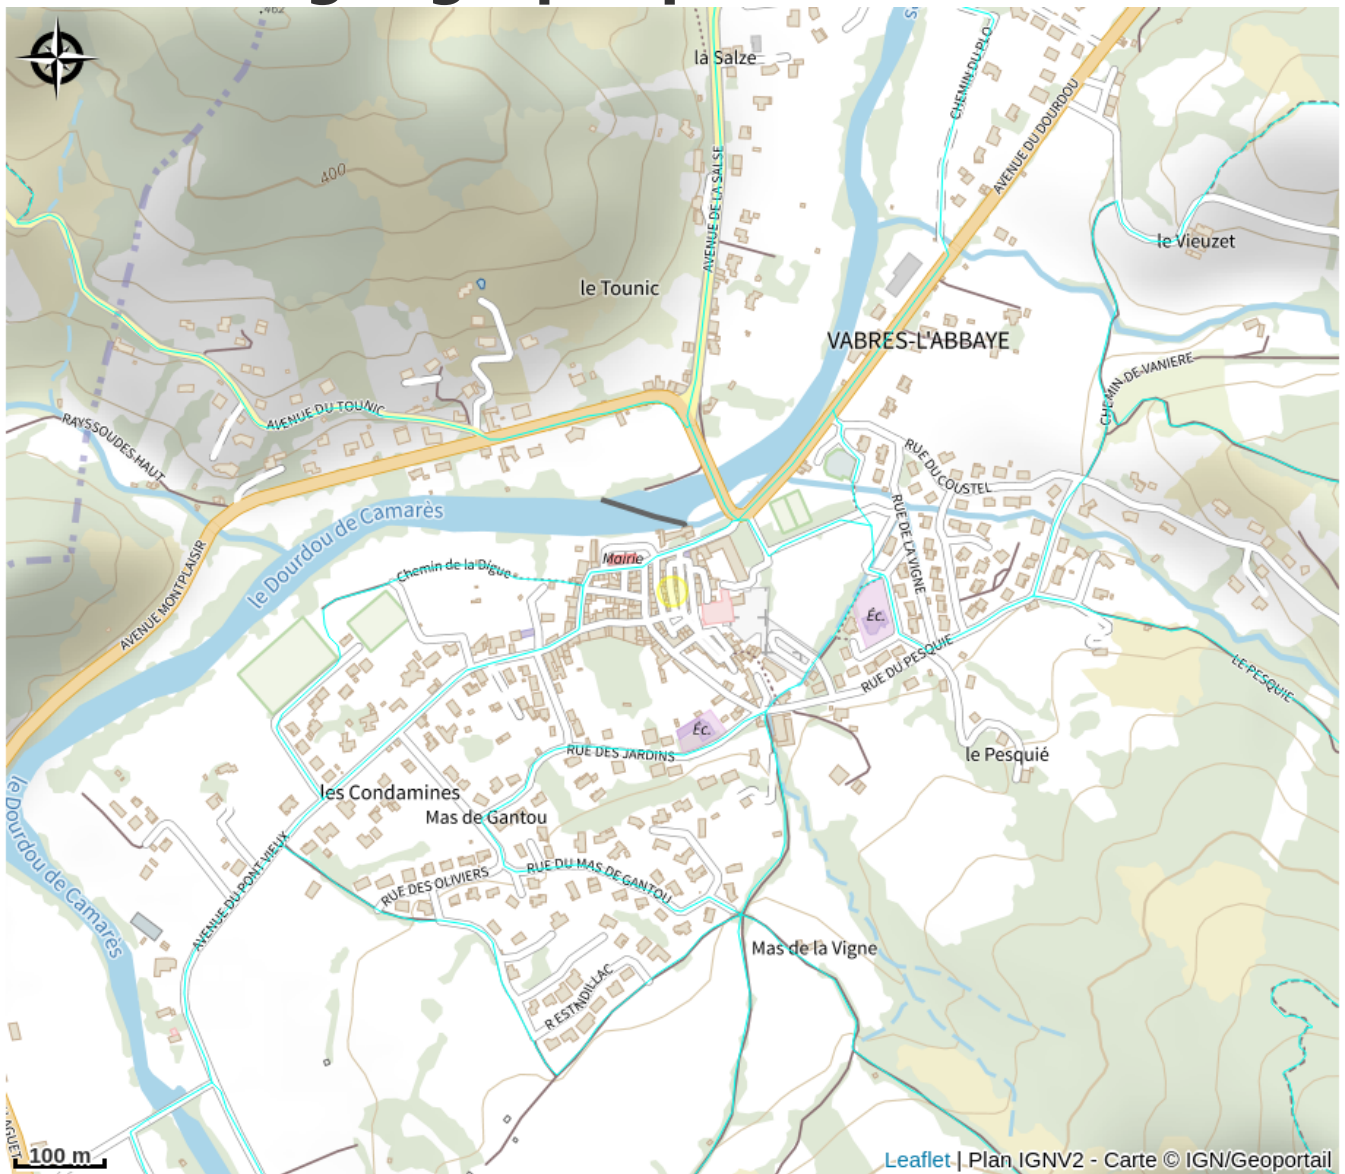 462
la Salze
CHEMIN DU PLO
AVENUE DU DOURDOU
400
AVENUE DE LA SALSE
le Vieuzet
le Tounic
VABRES-L'ABBAYE
CHEMIN DE VANIERE
AVENUE DU TOUNIC
RAYSSOUDES HAUT
RUE DU COUSTEL
le Dourdou de Camarès
RUE DE LA VIGNE
AVENUE MONTPLAISIR
Mairie
Chemin de la Digue
Éc.
RUE DU PESQUIE
LE PESQUIE
Éc.
RUE DES JARDINS
le Pesquié
les Condamines
Mas de Gantou
le Dourdou de Camarès
AVENUE DU PONT VIEUX
RUE DES OLIVIERS
RUE DU MAS DE GANTOU
Mas de la Vigne
R ESTINDILLAC
100 m
Leaflet | Plan IGNV2 - Carte © IGN/Geoportail